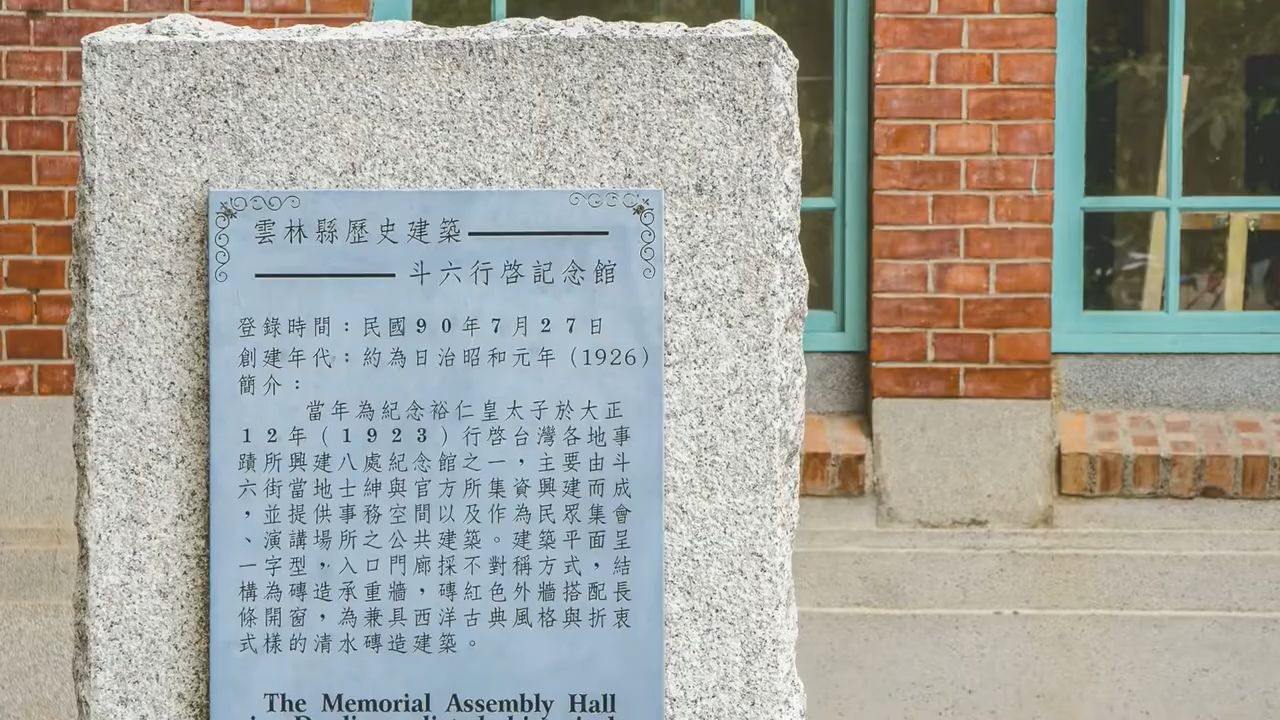 雲林縣歷史建築
斗六行啓記念館
登錄時間：民國90年7月27日
創建年代：約為日治昭和元年（1926）
簡介：
當年為紀念裕仁皇太子於大正
12年（1923）行啓台灣各地事
蹟所興建八處紀念館之一，主要由斗
六街當地士紳與官方所集資興建而成
，並提供事務空間以及作為民眾集會
、演講場所之公共建築。建築平面呈
一字型，入口門廊採不對稱方式，結
構為磚造承重牆，磚紅色外牆搭配長
條開窗，為兼具西洋古典風格與折衷
式樣的清水磚造建築。
The Memorial Assembly Hall